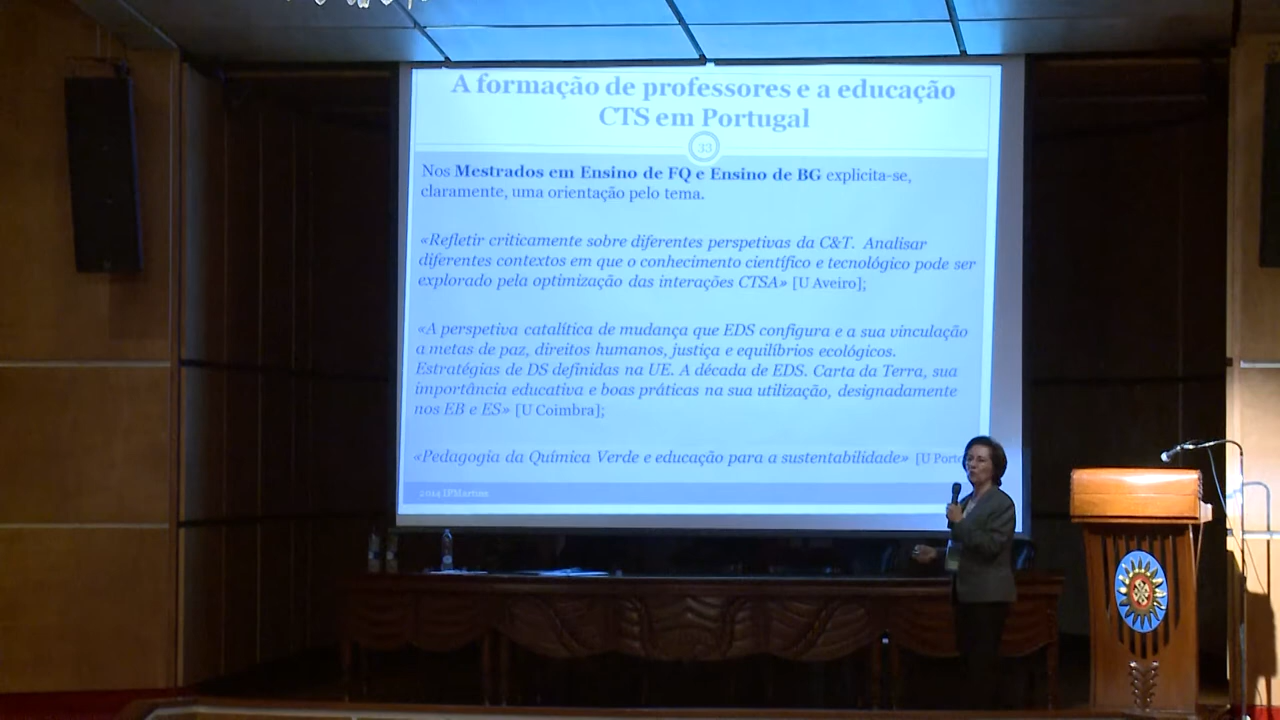 A formação de professores e a educação
CTS em Portugal
33
Nos Mestrados em Ensino de FQ e Ensino de BG explicita-se,
claramente, uma orientação pelo tema.
«Refletir criticamente sobre diferentes perspetivas da C&T. Analisar
diferentes contextos em que o conhecimento científico e tecnológico pode ser
explorado pela optimização das interações CTSA» [U Aveiro];
«A perspetiva catalítica de mudança que EDS configura e a sua vinculação
a metas de paz, direitos humanos, justiça e equilíbrios ecológicos.
Estratégias de DS definidas na UE. A década de EDS. Carta da Terra, sua
importância educativa e boas práticas na sua utilização, designadamente
nos EB e ES» [U Coimbra];
«Pedagogia da Química Verde e educação para a sustentabilidade» [U Porto
2014 IPMartins